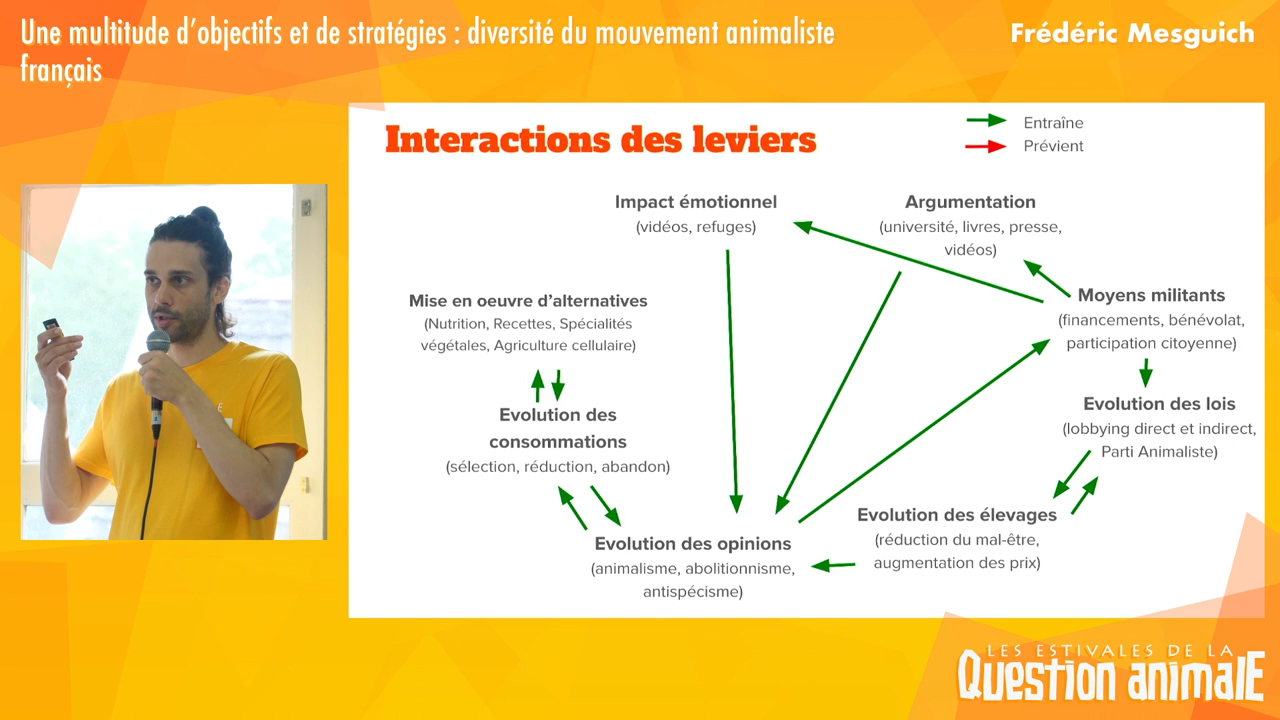 Une multitude d'objectifs et de stratégies : diversité du mouvement animaliste
français
Frédéric Mesguich
Interactions des leviers
Entraîne
Prévient
Impact émotionnel
(vidéos, refuges)
Argumentation
(université, livres, presse,
vidéos)
Mise en oeuvre d'alternatives
(Nutrition, Recettes, Spécialités
végétales, Agriculture cellulaire)
Moyens militants
(financements, bénévolat,
participation citoyenne)
Evolution des
consommations
(sélection, réduction, abandon)
Evolution des lois
(lobbying direct et indirect,
Parti Animaliste)
Evolution des élevages
(réduction du mal-être,
augmentation des prix)
Evolution des opinions
(animalisme, abolitionnisme,
antispécisme)
LES ESTIVALES DE LA
QUESTION ANIMALE